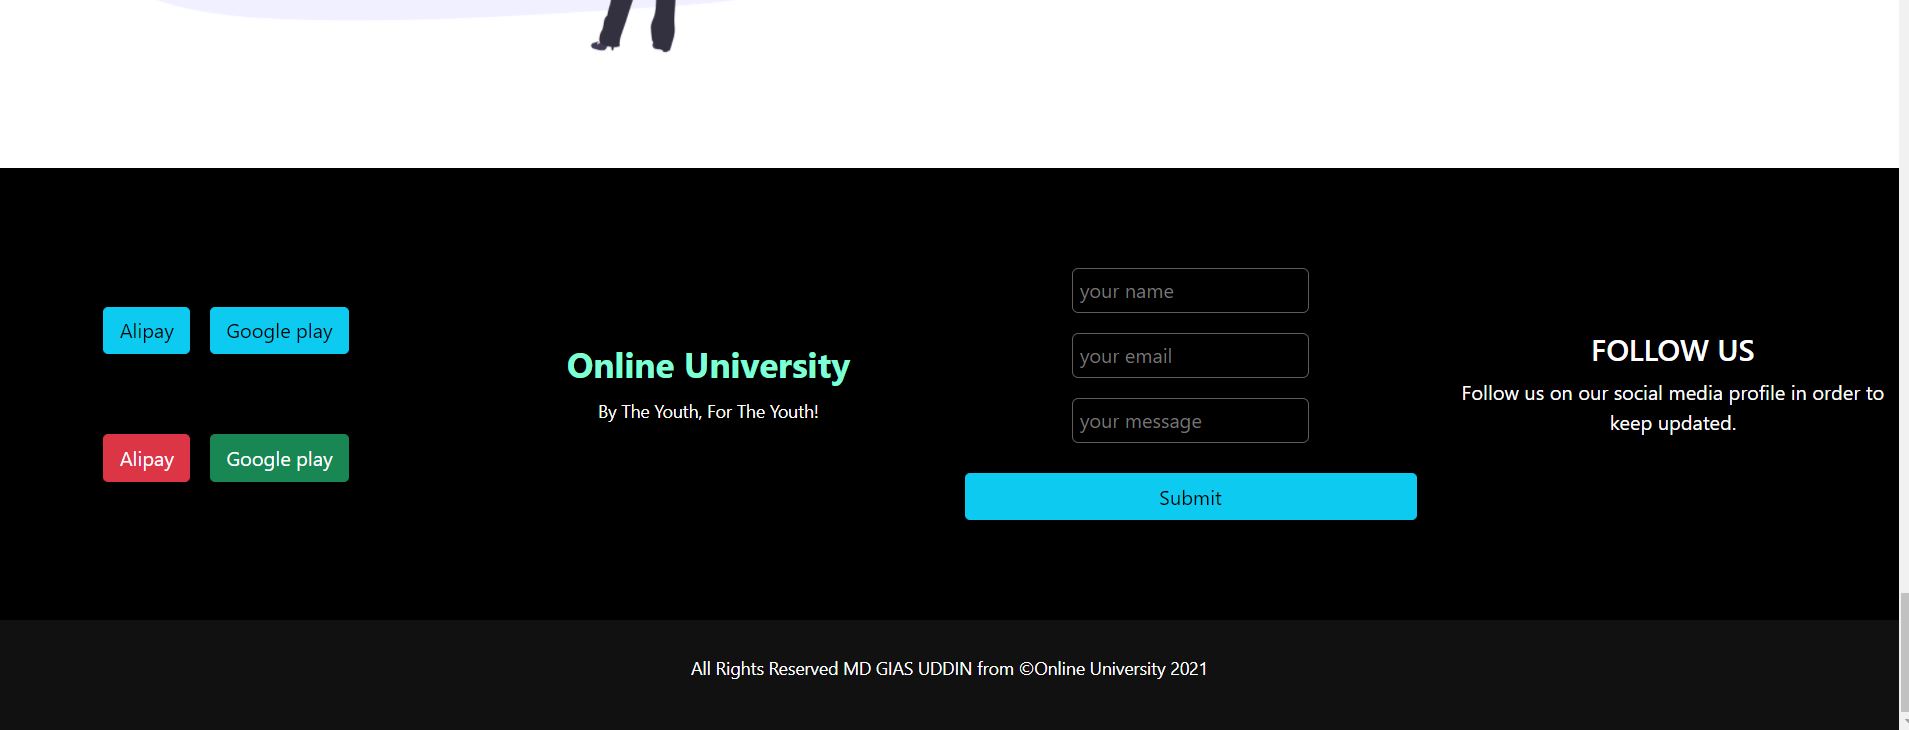 Alipay
Google play
Alipay
Google play
Online University
By The Youth, For The Youth!
your name
your email
your message
Submit
FOLLOW US
Follow us on our social media profile in order to
keep updated.
All Rights Reserved MD GIAS UDDIN from ©Online University 2021